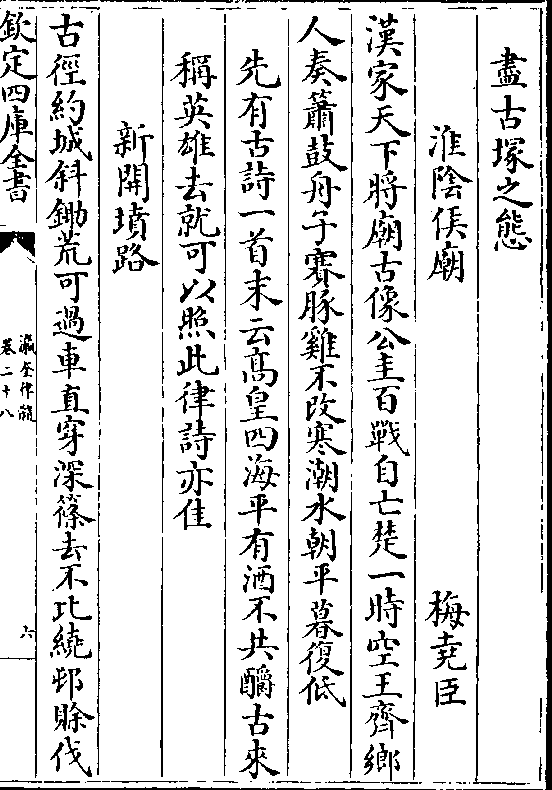 盡古塚之態
淮陰侯廟　梅堯臣
漢家天下將廟古像公圭百戰自亡楚一時空王齊鄉
人奏簫鼓舟子賽豚雞不改寒潮水朝平暮復低
先有古詩一首末云高皇四海平有酒不共酹古來
稱英雄去就可以照此律詩亦佳
新開墳路
古徑約城斜鋤荒可過車直穿深篠去不比繞邨賒伐
欽定四庫全書
瀛奎律髓
卷二十八
六